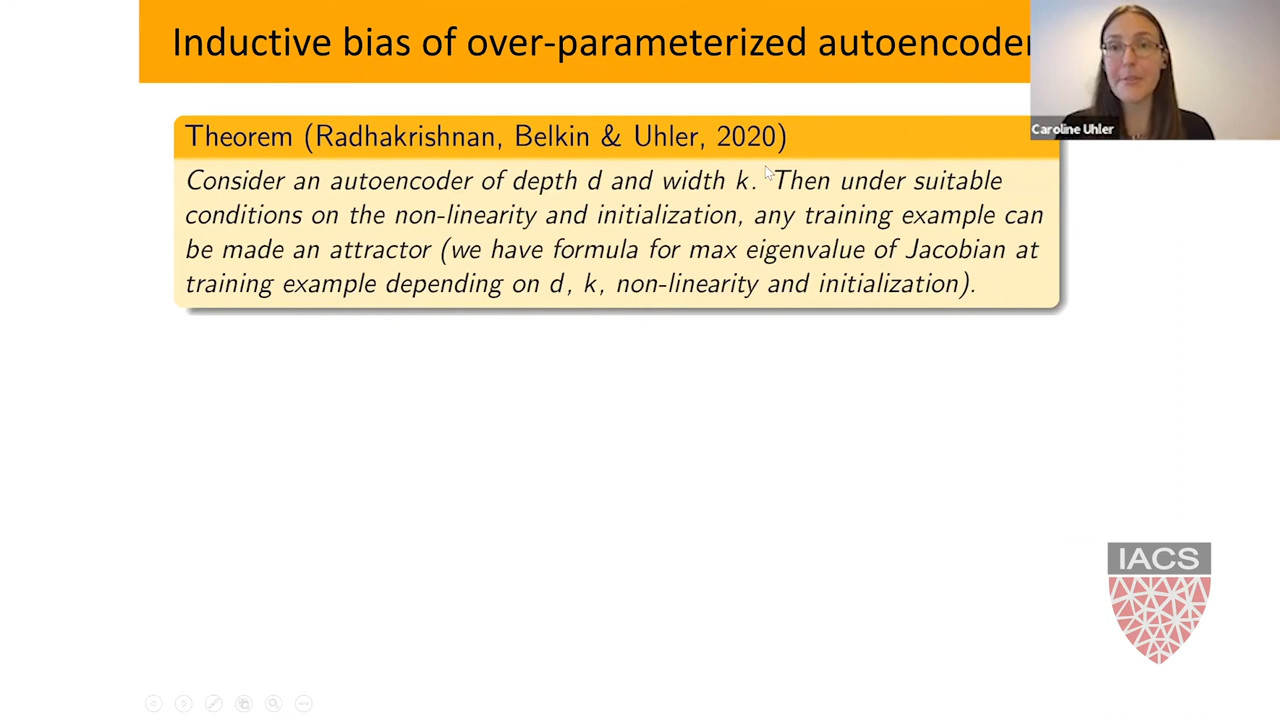 Inductive bias of over-parameterized autoencoder
Caroline Uhler
Theorem (Radhakrishnan, Belkin & Uhler, 2020)
Consider an autoencoder of depth d and width k. Then under suitable
conditions on the non-linearity and initialization, any training example can
be made an attractor (we have formula for max eigenvalue of Jacobian at
training example depending on d, k, non-linearity and initialization).
IACS